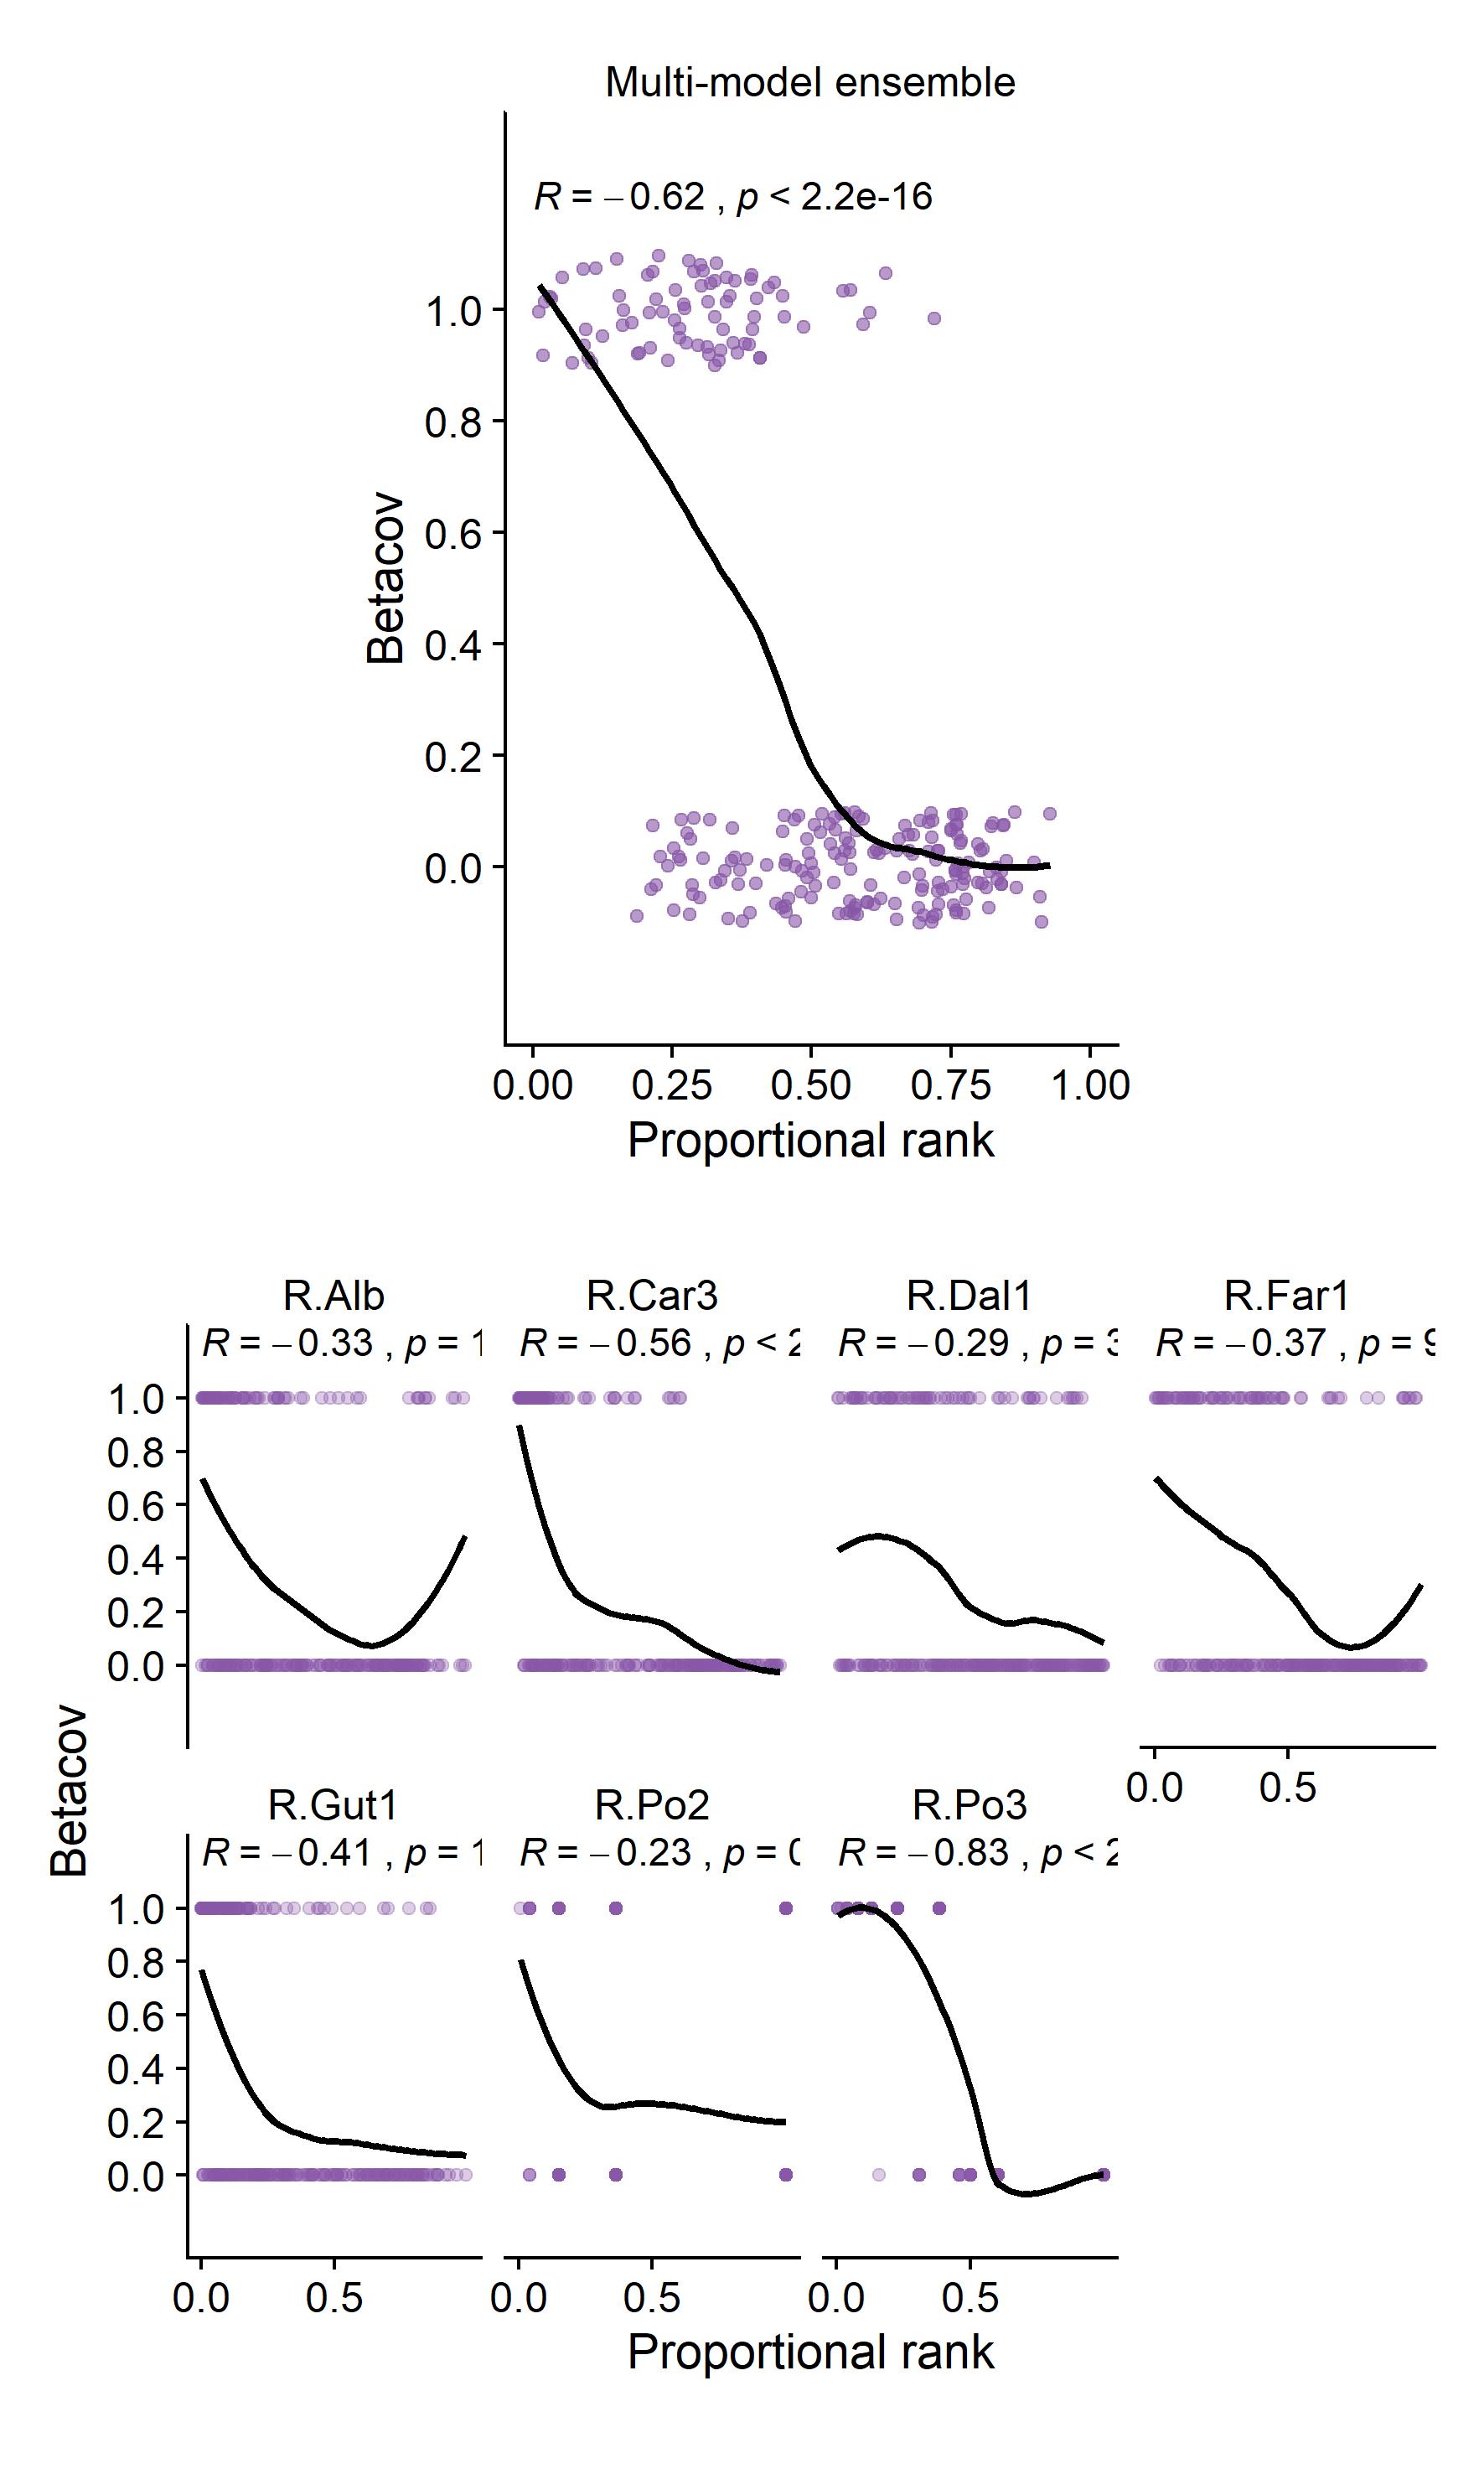 Multi-model ensemble
R = −0.62 , p < 2.2e-16
1.0
0.8
0.6
0.4
0.2
0.0
Betacov
0.00 0.25 0.50 0.75 1.00
Proportional rank
R.Alb R.Car3 R.Dal1 R.Far1
R = −0.33 , p = 1 R = −0.56 , p < 2 R = −0.29 , p = 3 R = −0.37 , p = 9
1.0
0.8
0.6
0.4
0.2
0.0
0.0 0.5
Betacov
R.Gut1 R.Po2 R.Po3
R = −0.41 , p = 1 R = −0.23 , p = 0 R = −0.83 , p < 2
1.0
0.8
0.6
0.4
0.2
0.0
0.0 0.5 0.0 0.5 0.0 0.5
Proportional rank